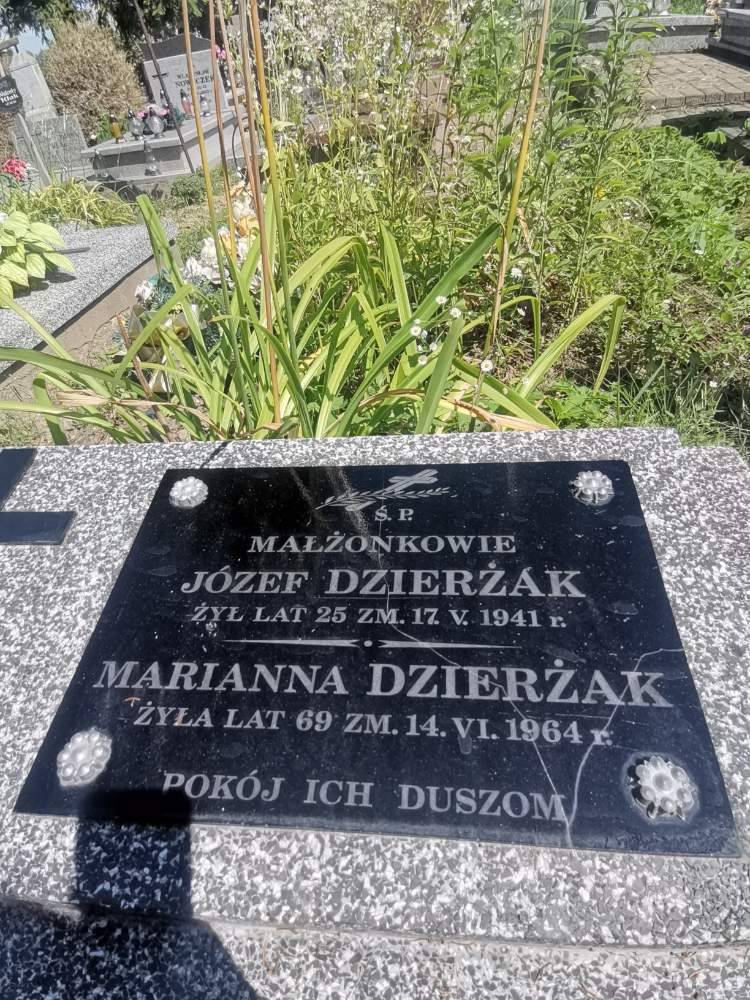 Ś. P.
MAŁŻONKOWIE
JÓZEF DZIERŻAK
ŻYŁ LAT 25 ZM. 17. V. 1941 r.
MARIANNA DZIERŻAK
ŻYŁA LAT 69 ZM. 14. VI. 1964 r.
POKÓJ ICH DUSZOM